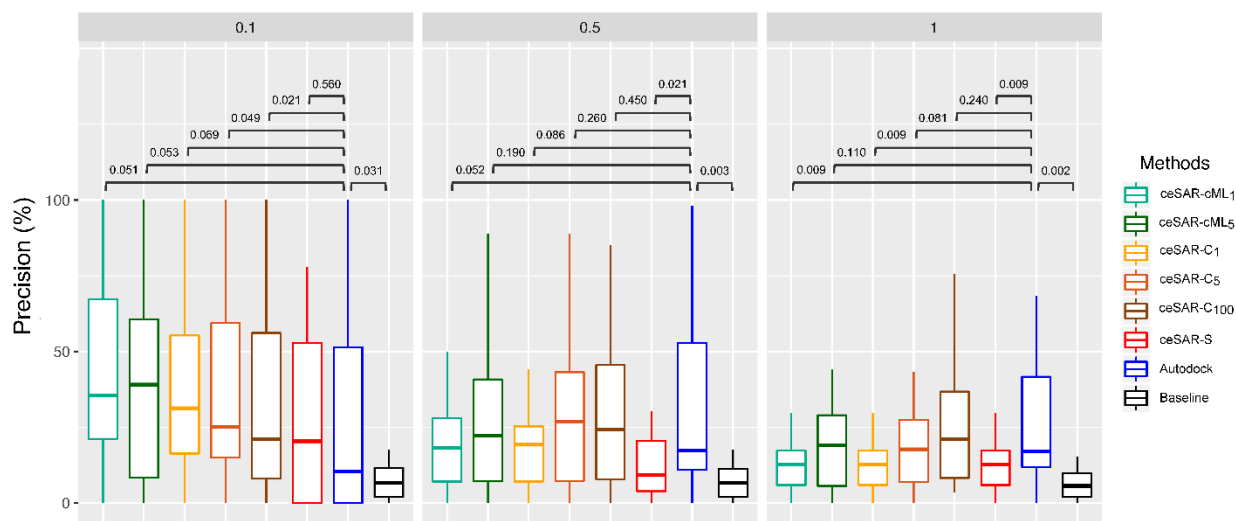 0.1
0.5
1
0.560
0.021
0.049
0.069
0.053
0.051
0.031
0.021
0.450
0.260
0.086
0.190
0.052
0.003
0.009
0.240
0.081
0.009
0.110
0.009
0.002
Precision (%)
100
50
0
Methods
ceSAR-cML1
ceSAR-cML5
ceSAR-C1
ceSAR-C5
ceSAR-C100
ceSAR-S
Autodock
Baseline